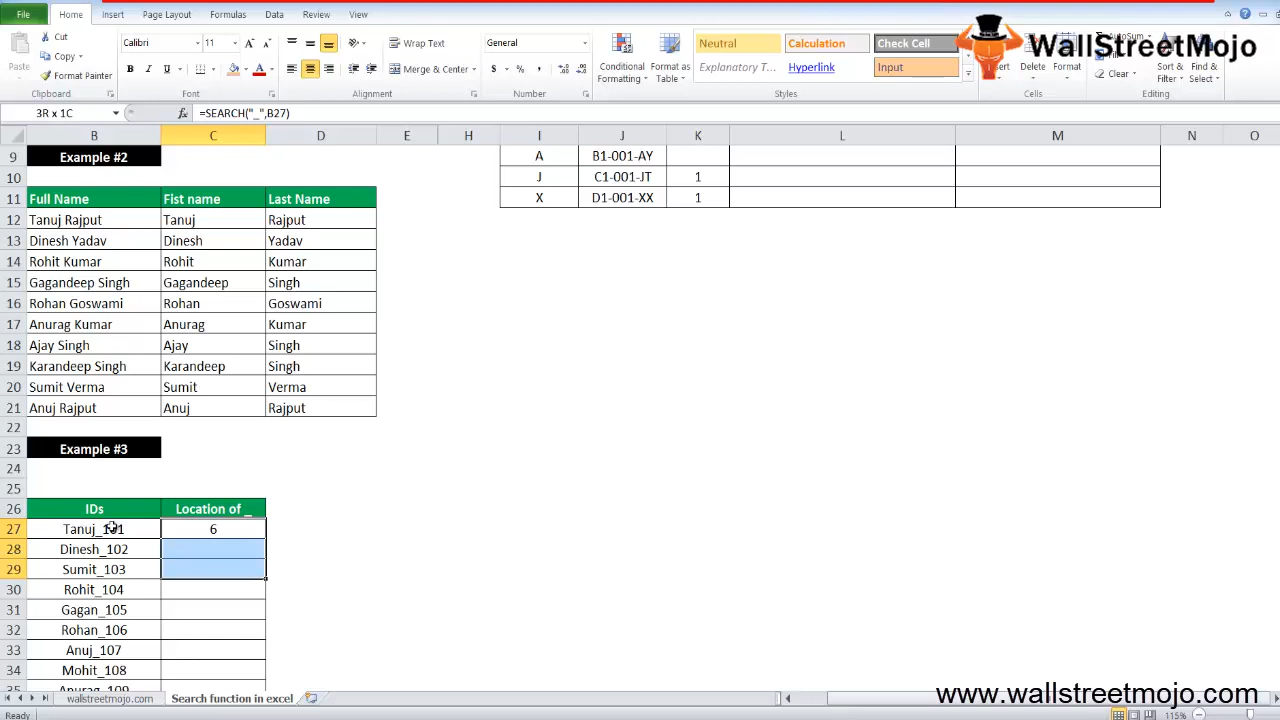 File Home Insert Page Layout Formulas Data Review View
Cut
Copy
Format Painter
Paste
Calibri 11
B I U
Wrap Text
Merge & Center
General
Conditional Formatting
Format as Table
Neutral Calculation Check Cell
Explanatory T... Hyperlink Input
Delete Format
Clear
Sort & Filter
Find & Select
WallStreetMojo
Clipboard Font Alignment Number Styles Cells Editing
3R x 1C fx =SEARCH("_",B27)
B C D E H I J K L M N O
9 Example #2 A B1-001-AY
10 J C1-001-JT 1
11 Full Name Fist name Last Name X D1-001-XX 1
12 Tanuj Rajput Tanuj Rajput
13 Dinesh Yadav Dinesh Yadav
14 Rohit Kumar Rohit Kumar
15 Gagandeep Singh Gagandeep Singh
16 Rohan Goswami Rohan Goswami
17 Anurag Kumar Anurag Kumar
18 Ajay Singh Ajay Singh
19 Karandeep Singh Karandeep Singh
20 Sumit Verma Sumit Verma
21 Anuj Rajput Anuj Rajput
22
23 Example #3
24
25
26 IDs Location of _
27 Tanuj_101 6
28 Dinesh_102
29 Sumit_103
30 Rohit_104
31 Gagan_105
32 Rohan_106
33 Anuj_107
34 Mohit_108
35 Anurag_109
walllstreetmojo.com Search function in excel
www.wallstreetmojo.com
Ready 115%